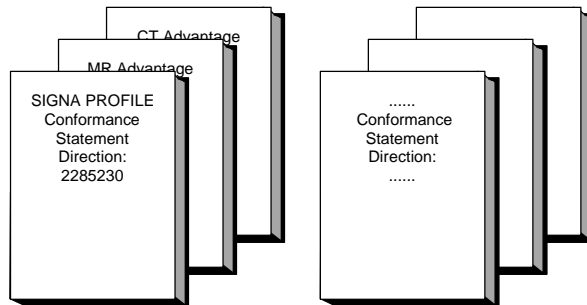 CT Advantage
MR Advantage
SIGNA PROFILE
Conformance
Statement
Direction:
2285230
......
Conformance
Statement
Direction:
......